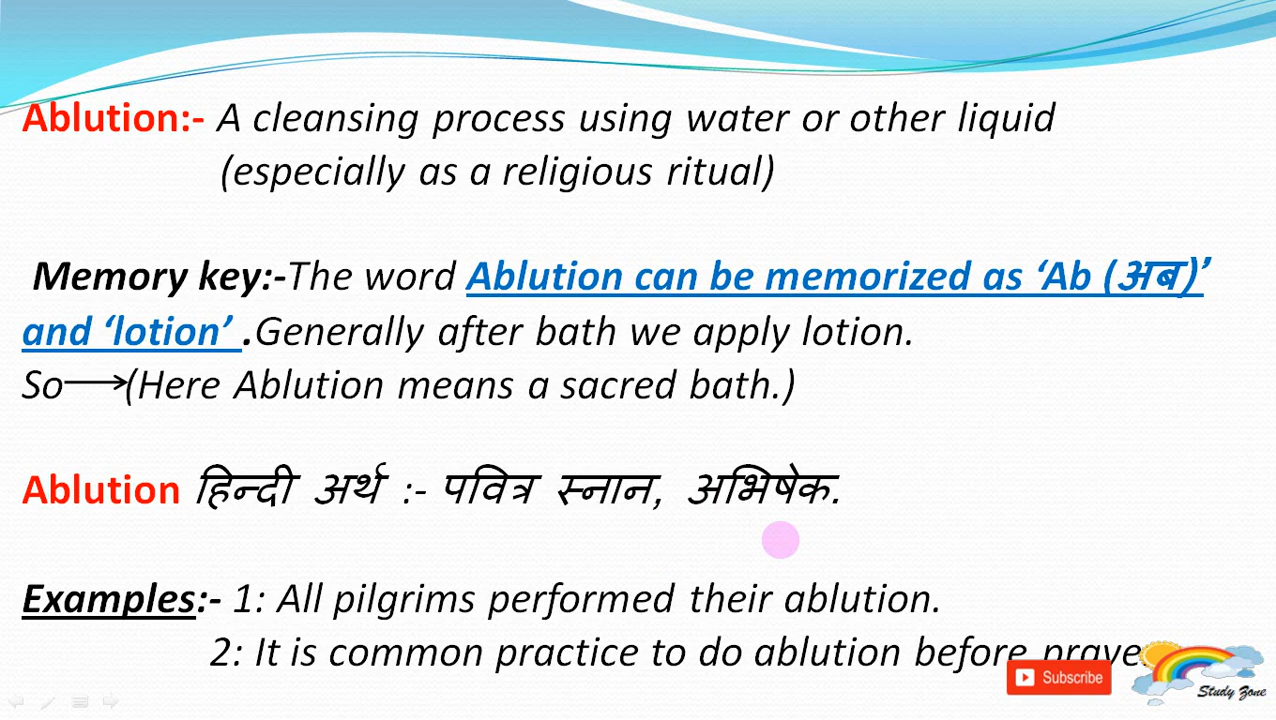 Ablution:- A cleansing process using water or other liquid
(especially as a religious ritual)
Memory key:-The word Ablution can be memorized as ‘Ab (अब)’
and ‘lotion’ .Generally after bath we apply lotion.
So (Here Ablution means a sacred bath.)
Ablution हिन्दी अर्थ :- पवित्र स्नान, अभिषेक.
Examples:- 1: All pilgrims performed their ablution.
2: It is common practice to do ablution before
Subscribe
Study Zone